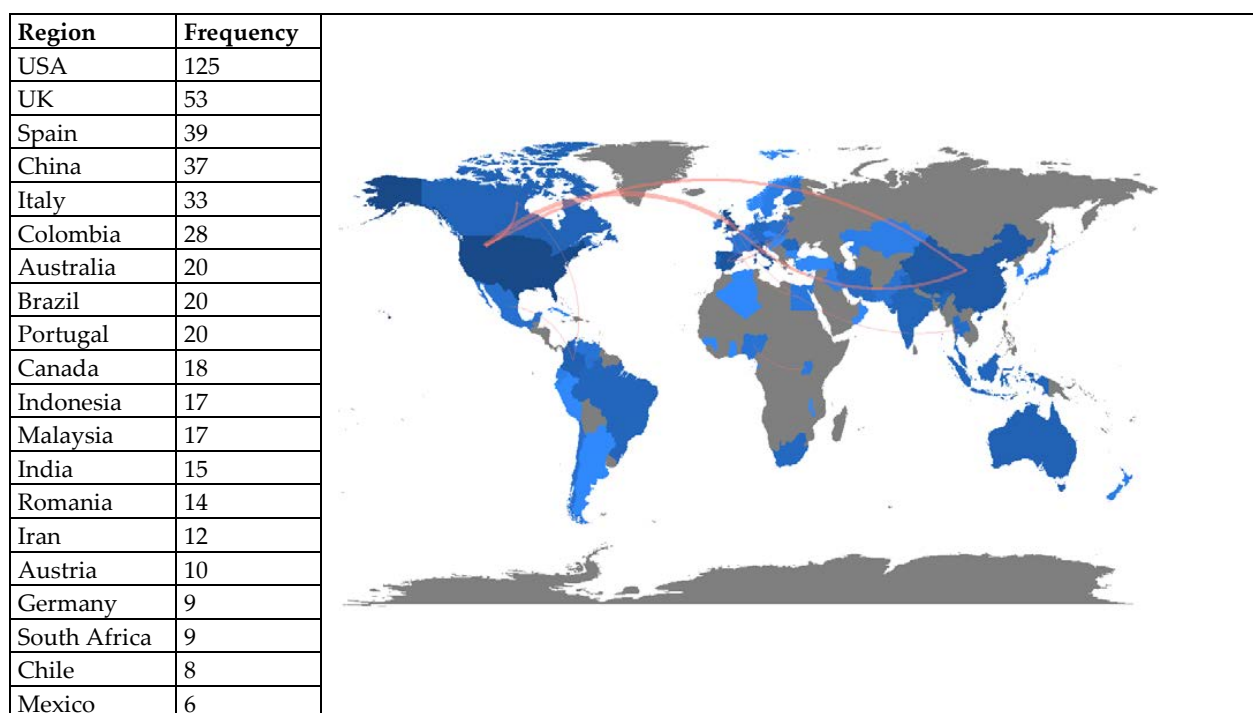 Region Frequency
USA 125
UK 53
Spain 39
China 37
Italy 33
Colombia 28
Australia 20
Brazil 20
Portugal 20
Canada 18
Indonesia 17
Malaysia 17
India 15
Romania 14
Iran 12
Austria 10
Germany 9
South Africa 9
Chile 8
Mexico 6